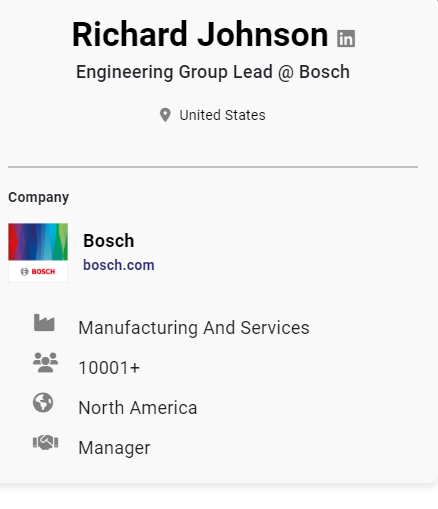 Richard Johnson in
Engineering Group Lead @ Bosch
United States
Company
BOSCH
Bosch
bosch.com
Manufacturing And Services
10001+
North America
Manager